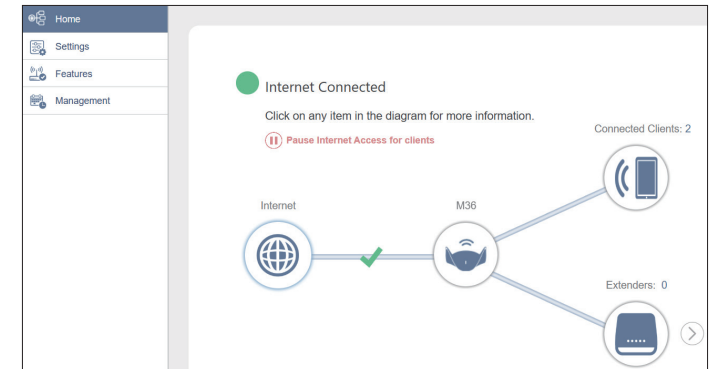 Home
Settings
Features
Management
Internet Connected
Click on any item in the diagram for more information.
Pause Internet Access for clients
Connected Clients: 2
Internet
M36
Extenders: 0